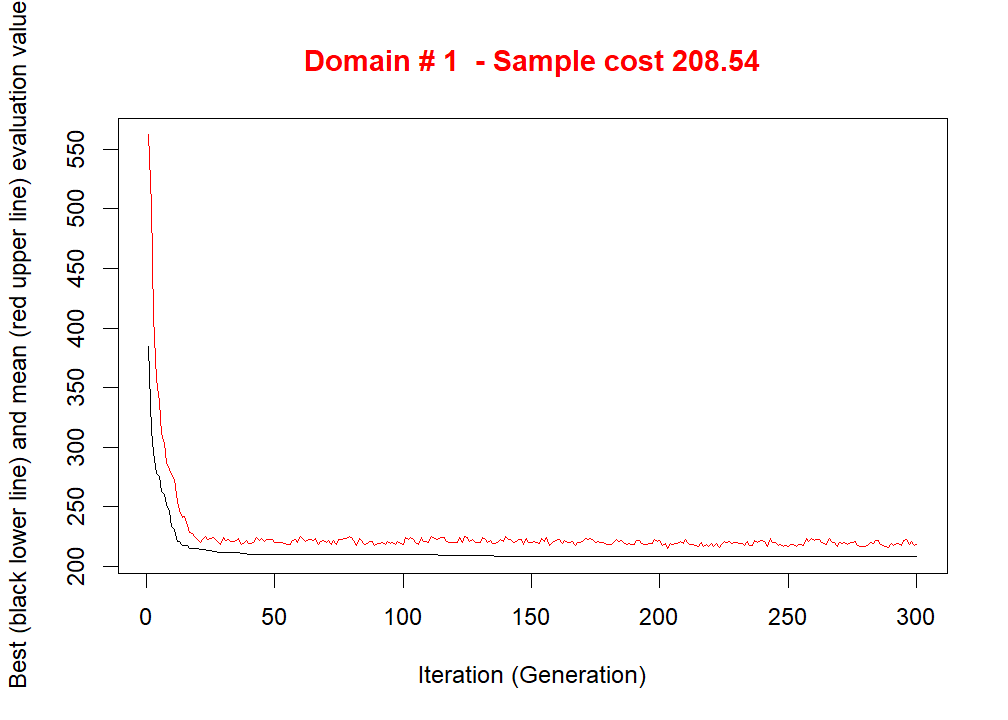 Domain # 1  - Sample cost 208.54
Best (black lower line) and mean (red upper line) evaluation value
550
500
450
400
350
300
250
200
0 50 100 150 200 250 300
Iteration (Generation)